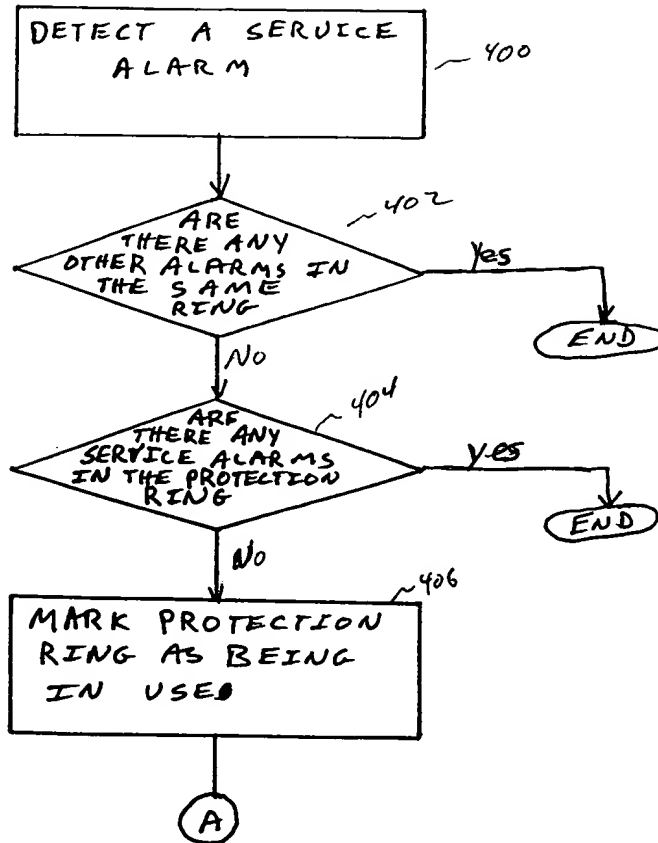 DETECT A SERVICE
ALARM
400
402
ARE
THERE ANY
OTHER ALARMS IN
THE SAME
RING
Yes
END
No
404
ARE
THERE ANY
SERVICE ALARMS
IN THE PROTECTION
RING
yes
END
No
406
MARK PROTECTION
RING AS BEING
IN USE
A